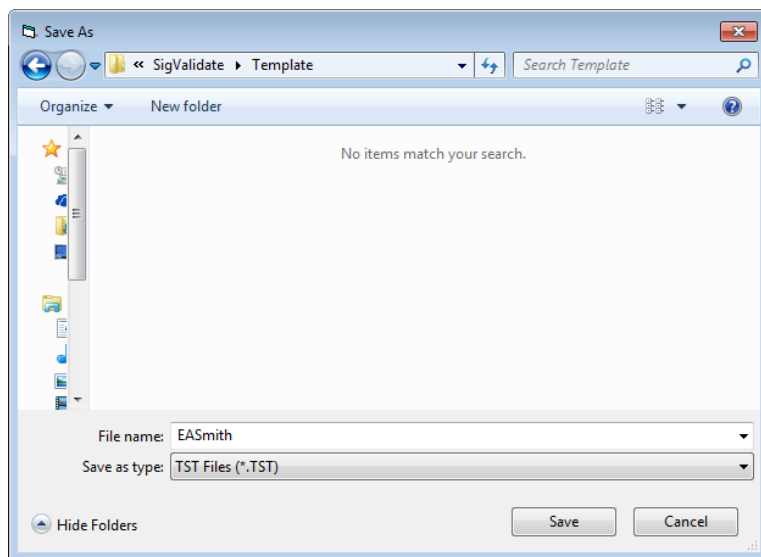 Save As
« SigValidate ▸ Template
Search Template
Organize
New folder
No items match your search.
File name: EASmith
Save as type: TST Files (*.TST)
Hide Folders
Save
Cancel